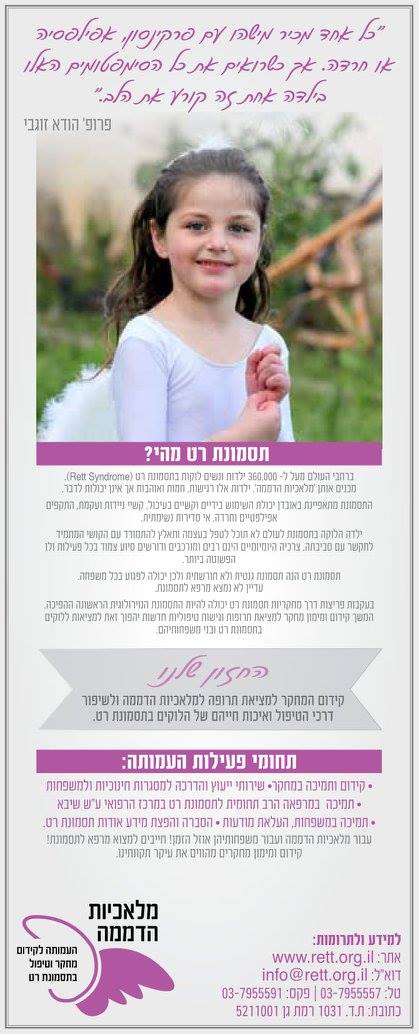 "כל אחד מכיר מישהו עם פרקינסון, אפילפסיה
או חרדה. אך כשרואים את כל הסימפטומים האלו
בילדה אחת זה קורע את הלב."
פרופ' הודא זוגבי
תסמונת רט מהי?
ברחבי העולם מעל ל- 360,000 ילדות ונשים לוקות בתסמונת רט (Rett Syndrome).
מכנים אותן 'מלאכיות הדממה'. ילדות אלו רגישות, חמות ואוהבות אך אינן יכולות לדבר.
התסמונת מתאפיינת באובדן יכולת השימוש בידיים וקשיים בעיכול, קשיי ניידות ועקמת, התקפים
אפילפטיים וחרדה, אי סדירות נשימתית.
ילדה הלוקה בתסמונת לעולם לא תוכל לטפל בעצמה ותאלץ להתמודד עם הקושי המתמיד
לתקשר עם סביבתה. צרכיה היומיומיים הינם רבים ומורכבים ודורשים סיוע צמוד בכל פעילות ולו
הפשוטה ביותר.
תסמונת רט הנה תסמונת גנטית ולא תורשתית ולכן יכולה לפגוע בכל משפחה.
עדיין לא נמצא מרפא לתסמונת.
בעקבות פריצות דרך מחקריות תסמונת רט יכולה להיות התסמונת הנוירולוגית הראשונה ההפיכה.
המשך קידום ומימון מחקר למציאת תרופות וגישות טיפוליות חדשות יהפוך זאת למציאות ללוקים
בתסמונת רט ובני משפחותיהם.
החזון שלנו
קידום המחקר למציאת תרופה למלאכיות הדממה ולשיפור
דרכי הטיפול ואיכות חייהם של הלוקים בתסמונת רט.
תחומי פעילות העמותה:
• קידום ותמיכה במחקר • שירותי ייעוץ והדרכה למסגרות חינוכיות ולמשפחות
• תמיכה במרפאה הרב תחומית לתסמונת רט במרכז הרפואי ע"ש שיבא
• תמיכה במשפחות, העלאת מודעות • הסברה והפצת מידע אודות תסמונת רט.
עבור מלאכיות הדממה ועבור משפחותיהן אוזל הזמן! חייבים למצוא מרפא לתסמונת!
קידום ומימון מחקרים מהווים את עיקר תקוותינו.
מלאכיות
הדממה
העמותה לקידום
מחקר וטיפול
בתסמונת רט
למידע ולתרומות:
אתר: www.rett.org.il
דוא"ל: info@rett.org.il
טל: 03-7955557 | פקס: 03-7955591
כתובת: ת.ד. 1031 רמת גן 5211001